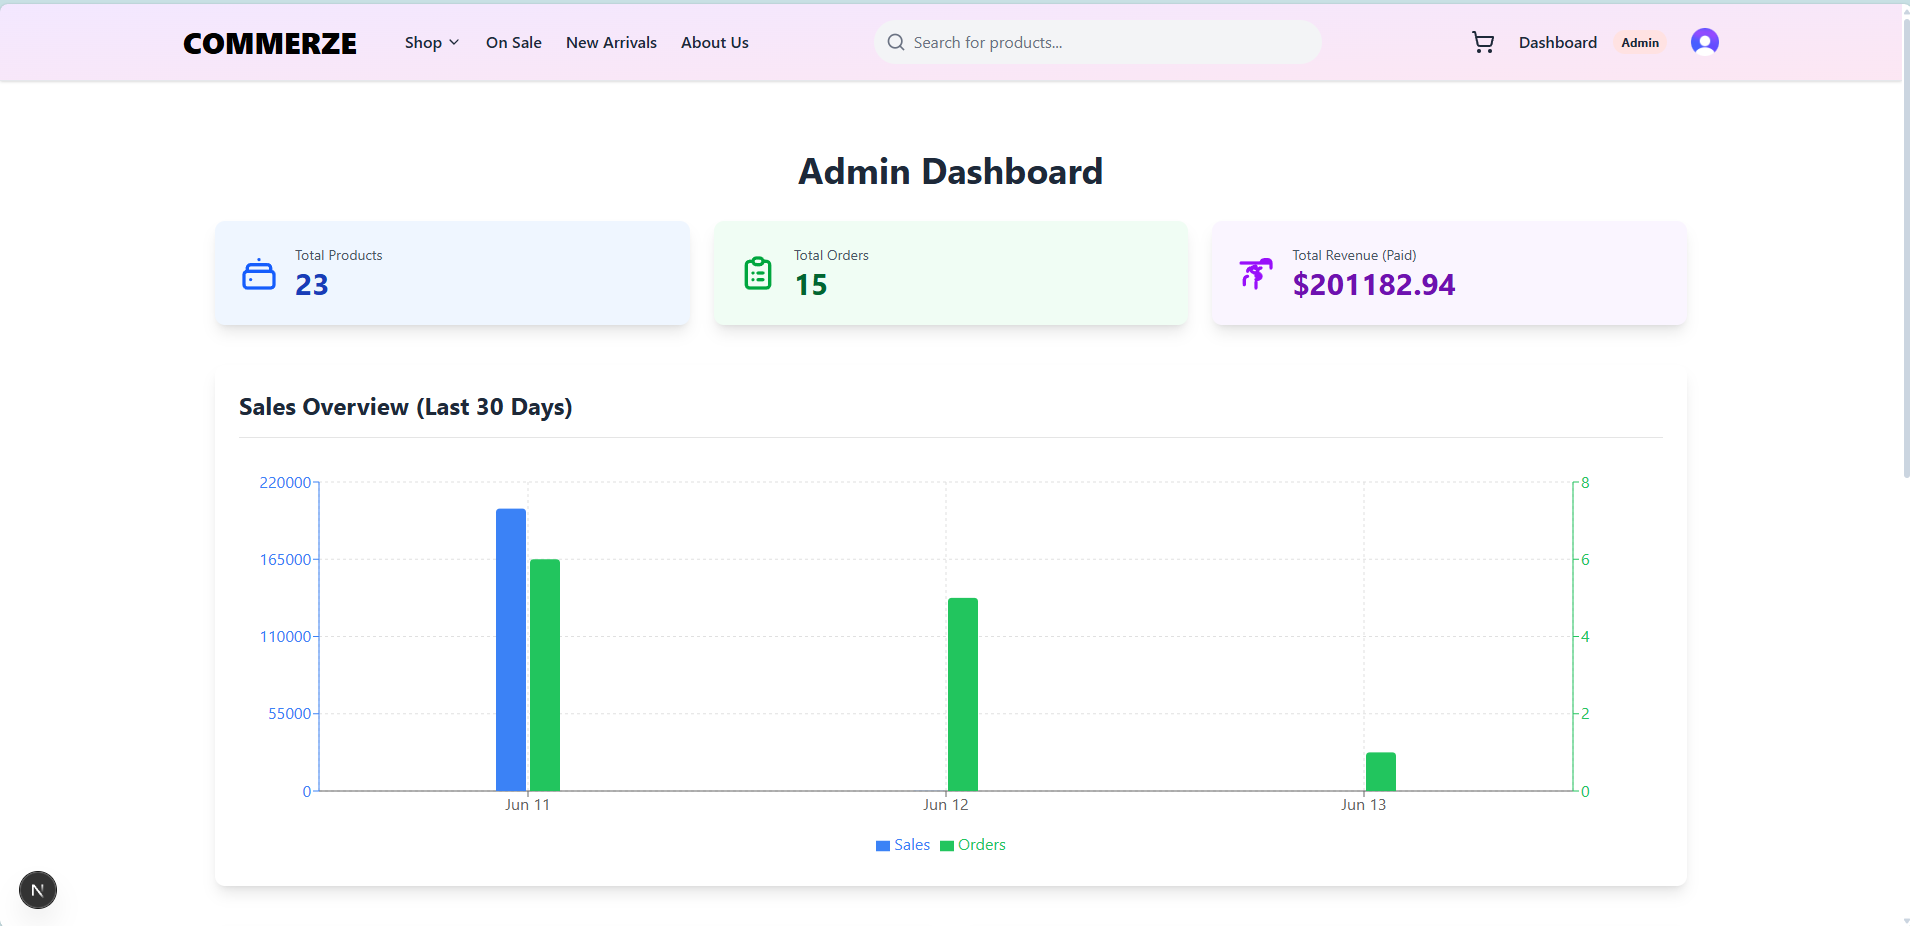 COMMERZE
Shop
On Sale
New Arrivals
About Us
Search for products...
Dashboard
Admin
Admin Dashboard
Total Products
23
Total Orders
15
Total Revenue (Paid)
$201182.94
Sales Overview (Last 30 Days)
220000
165000
110000
55000
0
8
6
4
2
0
Jun 11
Jun 12
Jun 13
Sales
Orders
N